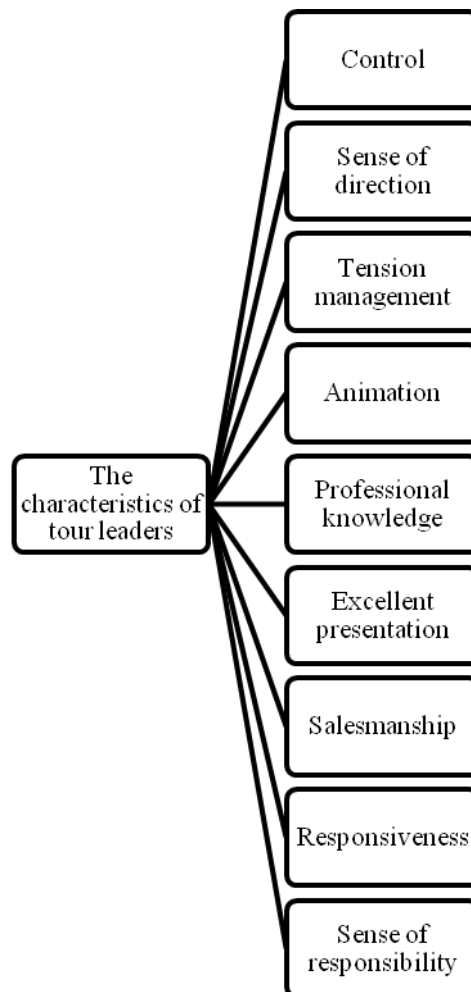 Control
Sense of
direction
Tension
management
Animation
The
characteristics of
tour leaders
Professional
knowledge
Excellent
presentation
Salesmanship
Responsiveness
Sense of
responsibility